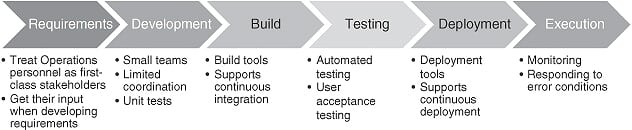 Requirements
Development
Build
Testing
Deployment
Execution
• Treat Operations
personnel as first-
class stakeholders
• Get their input
when developing
requirements
• Small teams
• Limited
coordination
• Unit tests
• Build tools
• Supports
continuous
integration
• Automated
testing
• User
acceptance
testing
• Deployment
tools
• Supports
continuous
deployment
• Monitoring
• Responding to
error conditions